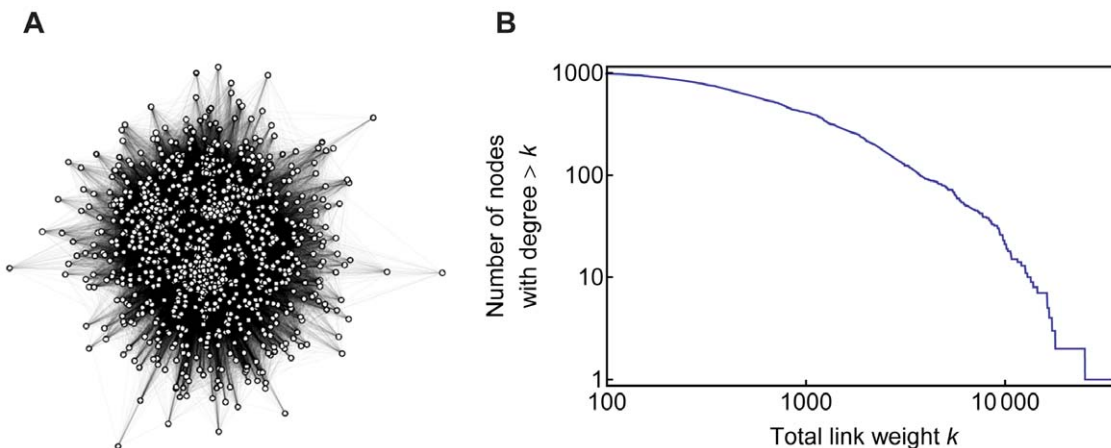 A
B
Number of nodes
with degree > k
1000
100
10
1
100
1000
10 000
Total link weight k